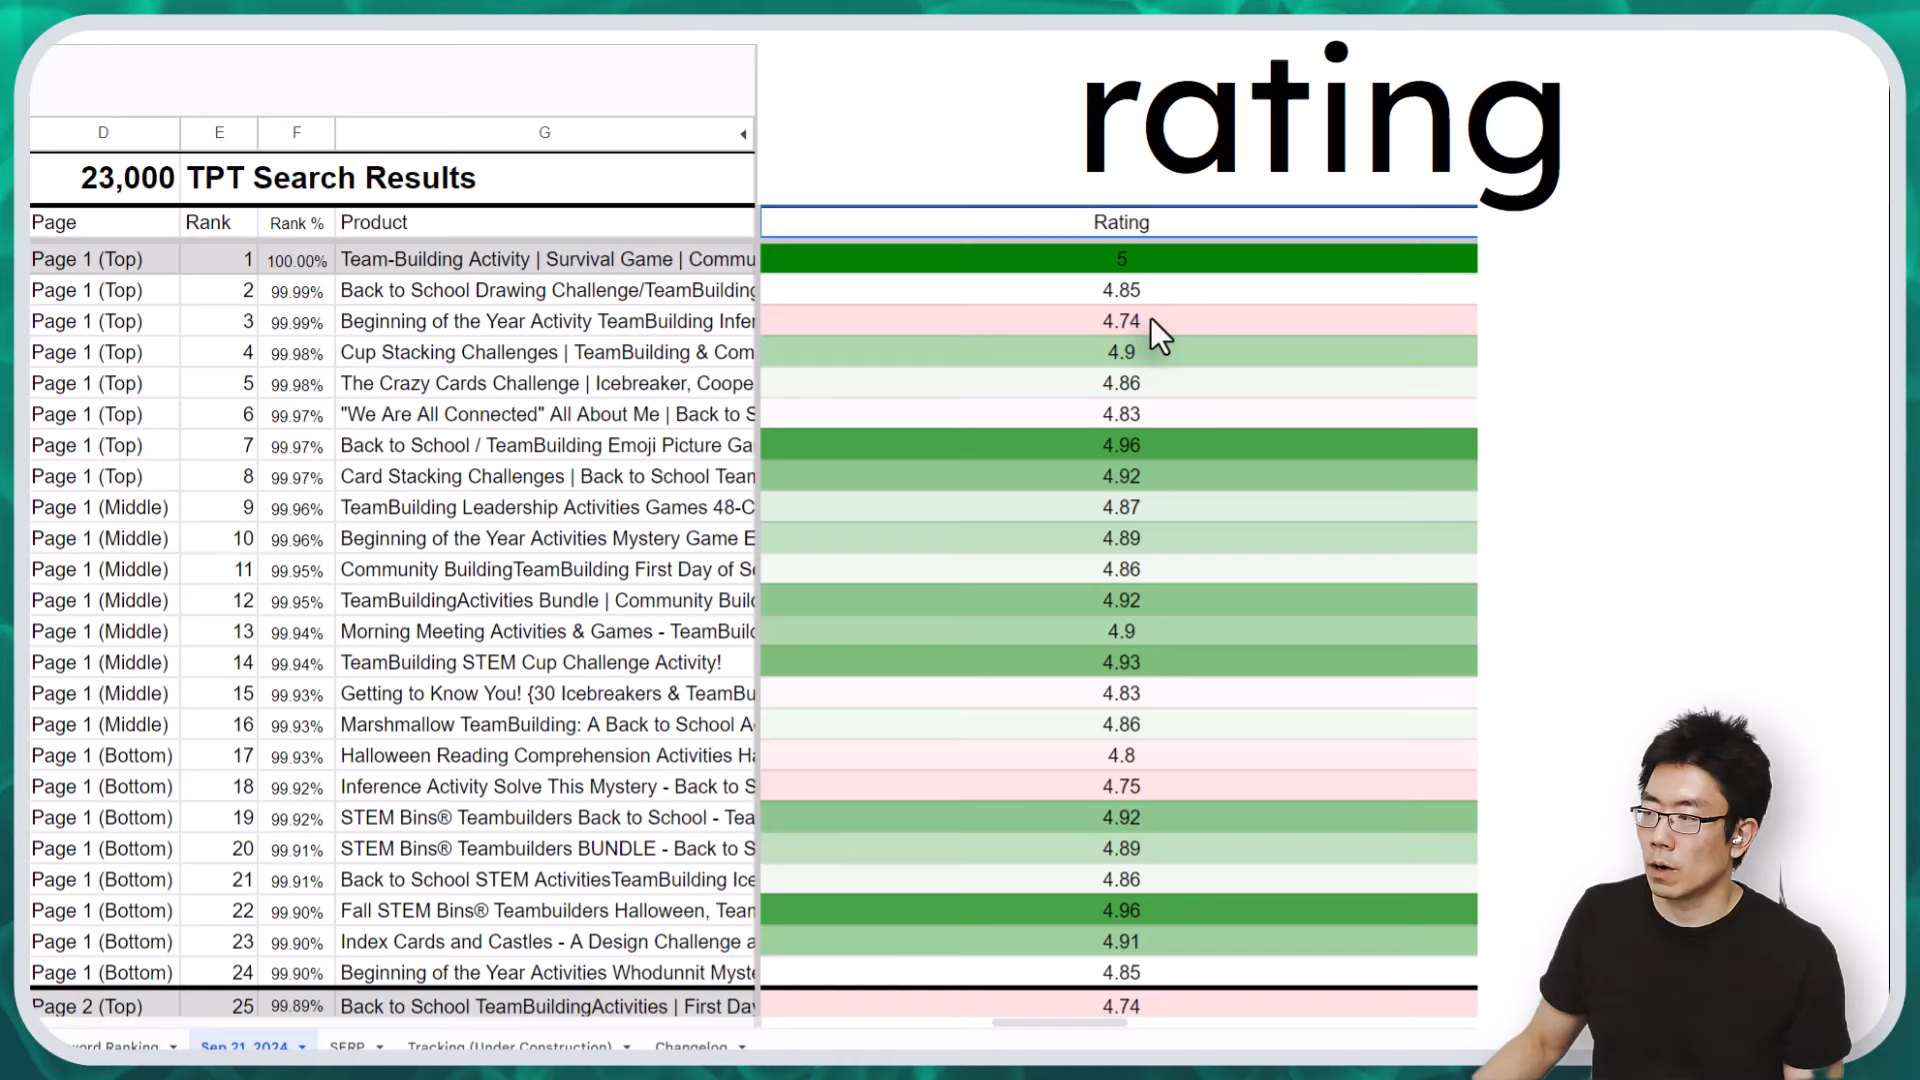 rating
D E F G
23,000 TPT Search Results
Page Rank Rank % Product Rating
Page 1 (Top) 1 100.00% Team-Building Activity | Survival Game | Commu 5
Page 1 (Top) 2 99.99% Back to School Drawing Challenge/TeamBuilding 4.85
Page 1 (Top) 3 99.99% Beginning of the Year Activity TeamBuilding Infer 4.74
Page 1 (Top) 4 99.98% Cup Stacking Challenges | TeamBuilding & Com 4.9
Page 1 (Top) 5 99.98% The Crazy Cards Challenge | Icebreaker, Coope 4.86
Page 1 (Top) 6 99.97% "We Are All Connected" All About Me | Back to S 4.83
Page 1 (Top) 7 99.97% Back to School / TeamBuilding Emoji Picture Ga 4.96
Page 1 (Top) 8 99.97% Card Stacking Challenges | Back to School Tean 4.92
Page 1 (Middle) 9 99.96% TeamBuilding Leadership Activities Games 48-C 4.87
Page 1 (Middle) 10 99.96% Beginning of the Year Activities Mystery Game E 4.89
Page 1 (Middle) 11 99.95% Community BuildingTeamBuilding First Day of Sc 4.86
Page 1 (Middle) 12 99.95% TeamBuildingActivities Bundle | Community Builc 4.92
Page 1 (Middle) 13 99.94% Morning Meeting Activities & Games - TeamBuilc 4.9
Page 1 (Middle) 14 99.94% TeamBuilding STEM Cup Challenge Activity! 4.93
Page 1 (Middle) 15 99.93% Getting to Know You! {30 Icebreakers & TeamBu 4.83
Page 1 (Middle) 16 99.93% Marshmallow TeamBuilding: A Back to School A 4.86
Page 1 (Bottom) 17 99.93% Halloween Reading Comprehension Activities Ha 4.8
Page 1 (Bottom) 18 99.92% Inference Activity Solve This Mystery - Back to S 4.75
Page 1 (Bottom) 19 99.92% STEM Bins® Teambuilders Back to School - Tea 4.92
Page 1 (Bottom) 20 99.91% STEM Bins® Teambuilders BUNDLE - Back to S 4.89
Page 1 (Bottom) 21 99.91% Back to School STEM ActivitiesTeamBuilding Ice 4.86
Page 1 (Bottom) 22 99.90% Fall STEM Bins® Teambuilders Halloween, Tean 4.96
Page 1 (Bottom) 23 99.90% Index Cards and Castles - A Design Challenge a 4.91
Page 1 (Bottom) 24 99.90% Beginning of the Year Activities Whodunnit Myste 4.85
Page 2 (Top) 25 99.89% Back to School TeamBuildingActivities | First Day 4.74
word Ranking Sep 21, 2024 SERP Tracking (Under Construction) Changelog